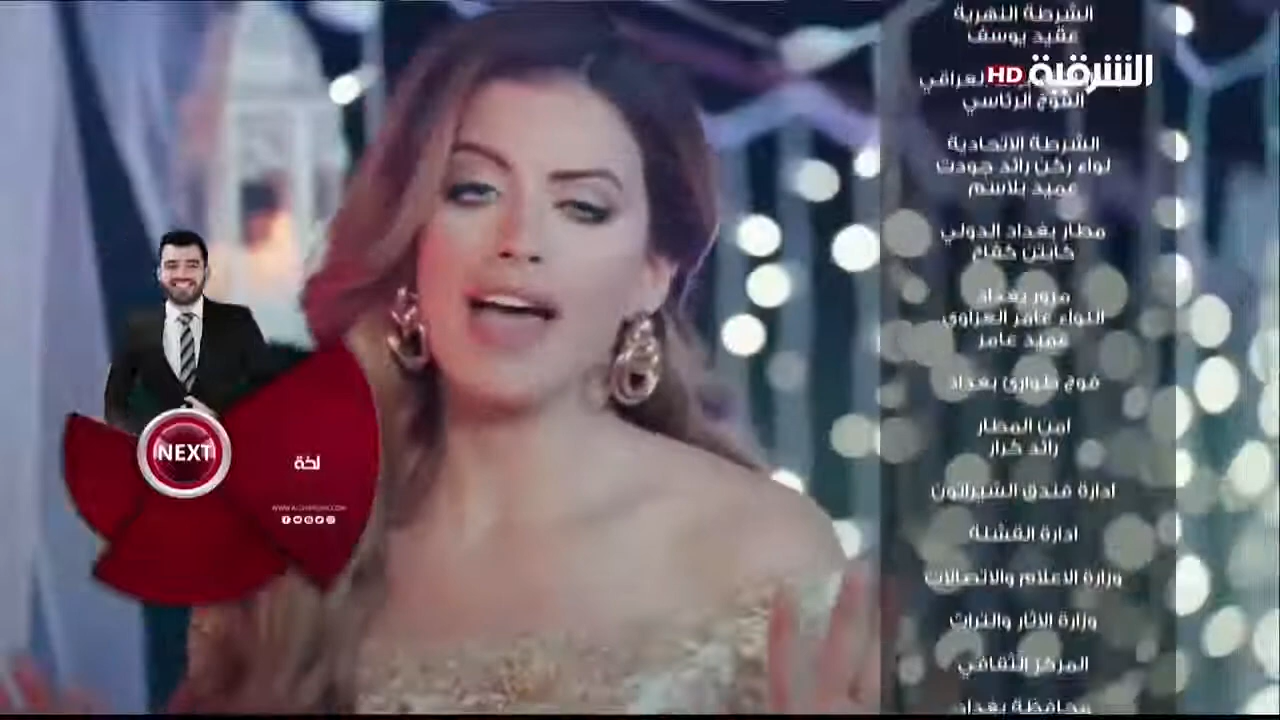 الشرطة النهرية
عقيد يوسف
الشرقية HD
لعراقي
الفوج الرئاسي
الشرطة الاتحادية
لواء ركن رائد جودت
عميد بلاسم
مطار بغداد الدولي
كابتن كفاح
مرور بغداد
اللواء عامر العزاوي
عميد عامر
فوج طوارئ بغداد
امن المطار
رائد كرار
ادارة فندق الشيراتون
ادارة القشلة
وزارة الاعلام والاتصالات
وزارة الاثار والتراث
المركز الثقافي
محافظة بغداد
NEXT
لخة